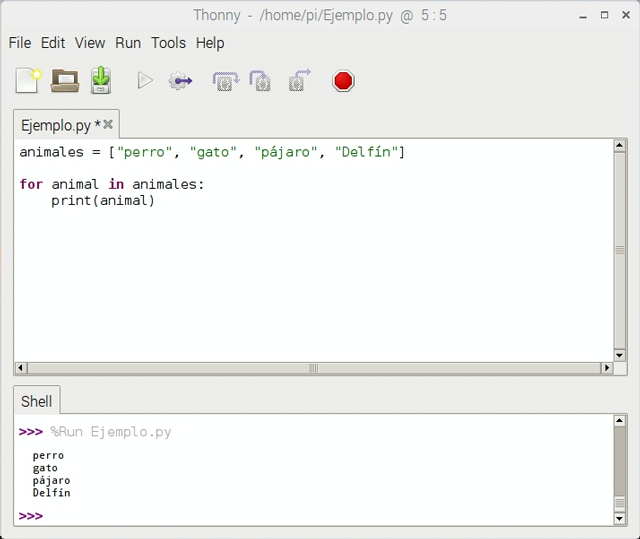 Thonny - /home/pi/Ejemplo.py @ 5 : 5
File Edit View Run Tools Help
Ejemplo.py *
animales = ["perro", "gato", "pájaro", "Delfín"]
for animal in animales:
    print(animal)
Shell
>>> %Run Ejemplo.py
perro
gato
pájaro
Delfín
>>>